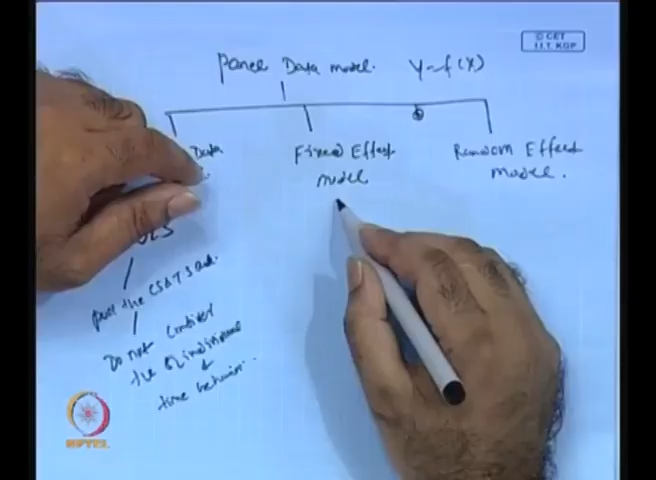 Panel Data model. Y = f(X)
© CET
I.I.T. KGP
Data
Fixed Effect
model
Random Effect
model.
OLS
pool the CS & TS data.
Do not consider
the individual
&
time behavior..
NPTEL